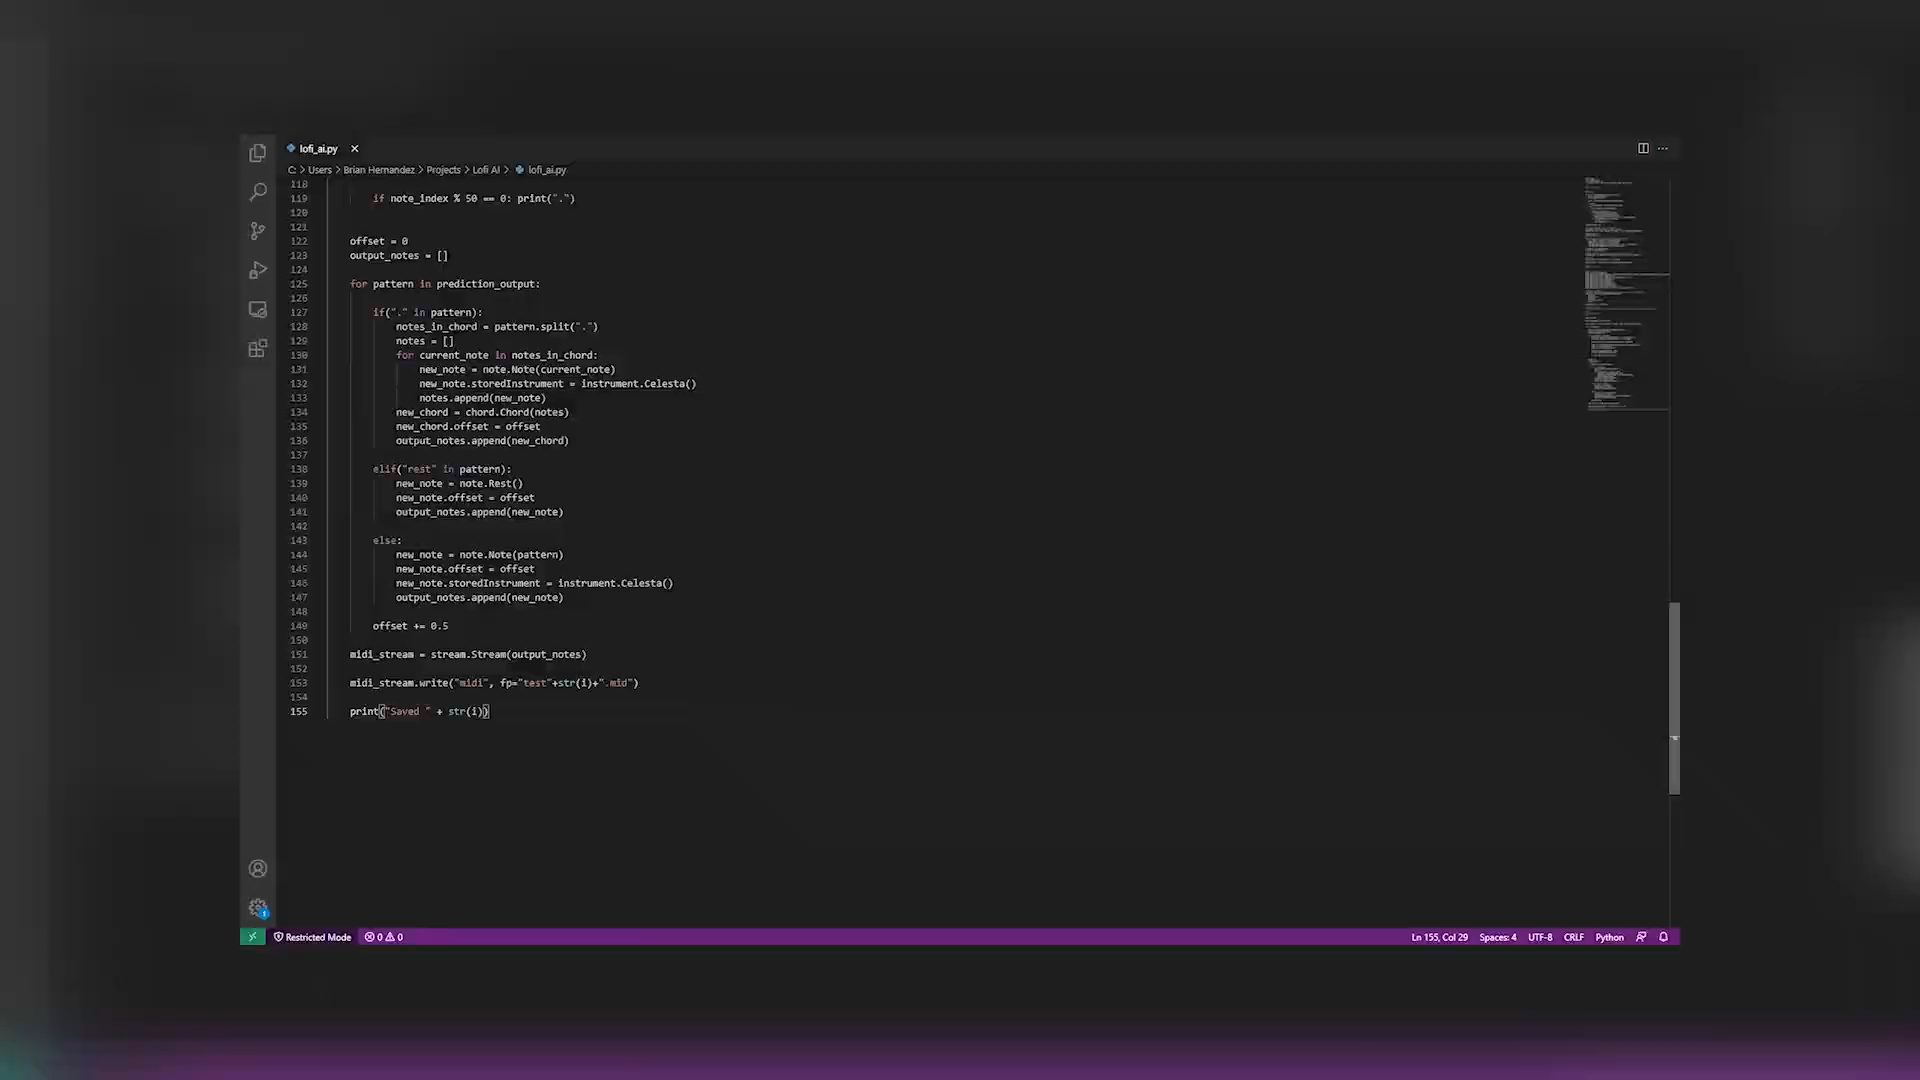 lofi_ai.py
C: > Users > Brian Hernandez > Projects > Lofi AI > lofi_ai.py
118
119 if note_index % 50 == 0: print(".")
120
121
122 offset = 0
123 output_notes = []
124
125 for pattern in prediction_output:
126
127 if("." in pattern):
128 notes_in_chord = pattern.split(".")
129 notes = []
130 for current_note in notes_in_chord:
131 new_note = note.Note(current_note)
132 new_note.storedInstrument = instrument.Celesta()
133 notes.append(new_note)
134 new_chord = chord.Chord(notes)
135 new_chord.offset = offset
136 output_notes.append(new_chord)
137
138 elif("rest" in pattern):
139 new_note = note.Rest()
140 new_note.offset = offset
141 output_notes.append(new_note)
142
143 else:
144 new_note = note.Note(pattern)
145 new_note.offset = offset
146 new_note.storedInstrument = instrument.Celesta()
147 output_notes.append(new_note)
148
149 offset += 0.5
150
151 midi_stream = stream.Stream(output_notes)
152
153 midi_stream.write("midi", fp="test"+str(i)+".mid")
154
155 print("Saved " + str(i))
1
Restricted Mode 0 0 Ln 155, Col 29 Spaces: 4 UTF-8 CRLF Python